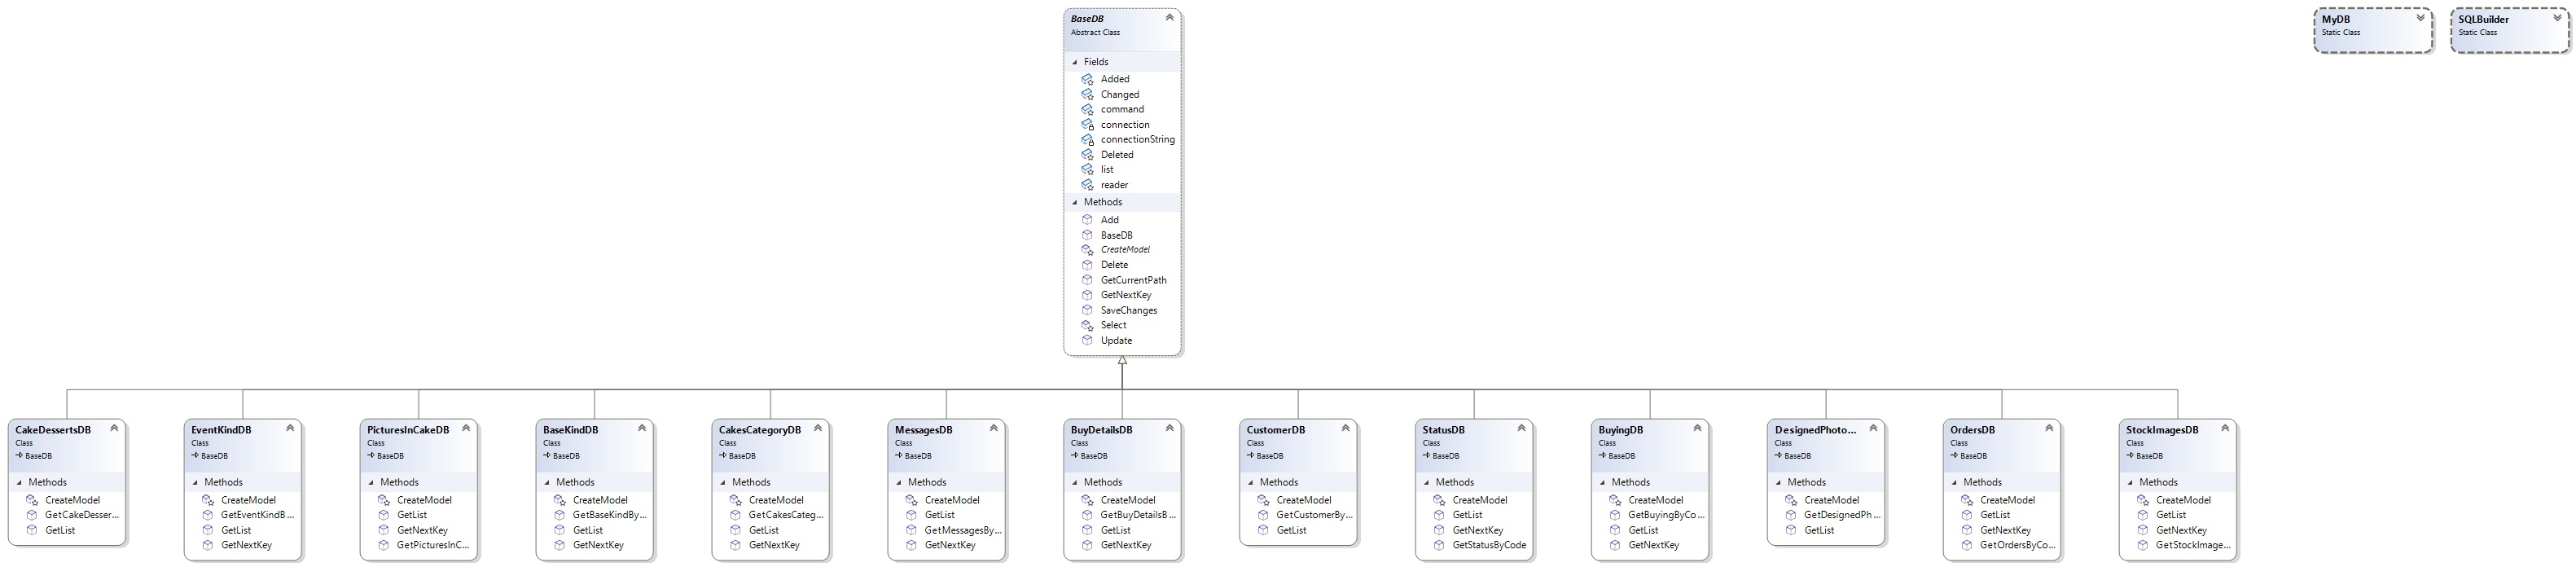 BaseDB
Abstract Class
Fields
Added
Changed
command
connection
connectionString
Deleted
list
reader
Methods
Add
BaseDB
CreateModel
Delete
GetCurrentPath
GetNextKey
SaveChanges
Select
Update
MyDB
Static Class
SQLBuilder
Static Class
CakeDessertsDB
Class
BaseDB
Methods
CreateModel
GetCakeDesser...
GetList
EventKindDB
Class
BaseDB
Methods
CreateModel
GetEventKindB...
GetList
GetNextKey
PicturesInCakeDB
Class
BaseDB
Methods
CreateModel
GetList
GetNextKey
GetPicturesInC...
BaseKindDB
Class
BaseDB
Methods
CreateModel
GetBaseKindBy...
GetList
GetNextKey
CakesCategoryDB
Class
BaseDB
Methods
CreateModel
GetCakesCateg...
GetList
GetNextKey
MessagesDB
Class
BaseDB
Methods
CreateModel
GetList
GetMessagesBy...
GetNextKey
BuyDetailsDB
Class
BaseDB
Methods
CreateModel
GetBuyDetailsB...
GetList
GetNextKey
CustomerDB
Class
BaseDB
Methods
CreateModel
GetCustomerBy...
GetList
StatusDB
Class
BaseDB
Methods
CreateModel
GetList
GetNextKey
GetStatusByCode
BuyingDB
Class
BaseDB
Methods
CreateModel
GetBuyingByCo...
GetList
GetNextKey
DesignedPhoto...
Class
BaseDB
Methods
CreateModel
GetDesignedPh...
GetList
OrdersDB
Class
BaseDB
Methods
CreateModel
GetList
GetNextKey
GetOrdersByCo...
StockImagesDB
Class
BaseDB
Methods
CreateModel
GetList
GetNextKey
GetStockImage...